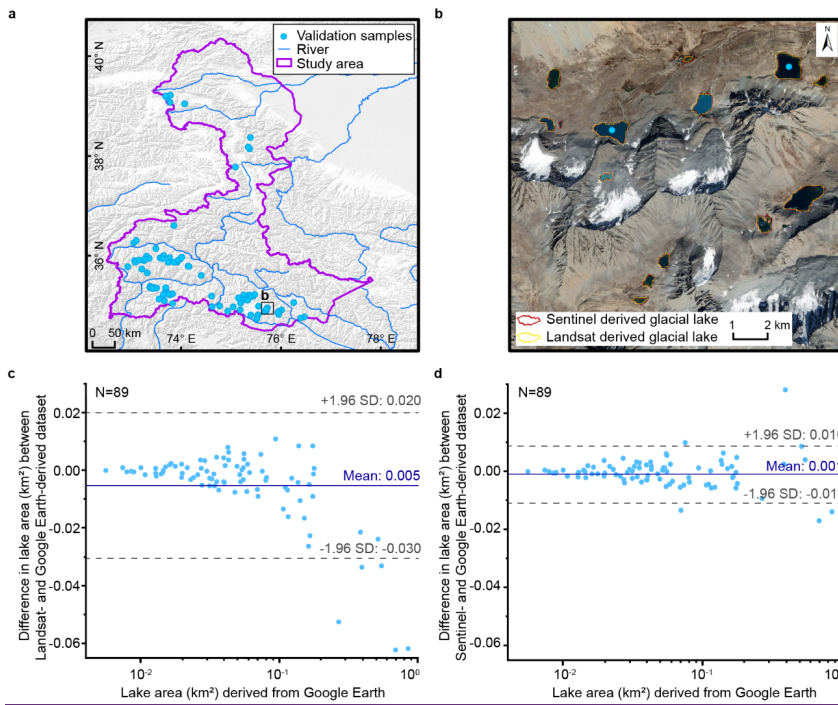 a
Validation samples
River
Study area
40° N
38° N
36° N
b
0 50 km
74° E
76° E
78° E
b
N
Sentinel derived glacial lake
Landsat derived glacial lake
1 2 km
c
N=89
+1.96 SD: 0.020
Mean: 0.005
-1.96 SD: -0.030
0.02
0.00
-0.02
-0.04
-0.06
10⁻² 10⁻¹ 10⁰
Difference in lake area (km²) between
Landsat- and Google Earth-derived dataset
Lake area (km²) derived from Google Earth
d
N=89
+1.96 SD: 0.010
Mean: 0.001
-1.96 SD: -0.01
0.02
0.00
-0.02
-0.04
-0.06
10⁻² 10⁻¹
Difference in lake area (km²) between
Sentinel- and Google Earth-derived dataset
Lake area (km²) derived from Google Earth